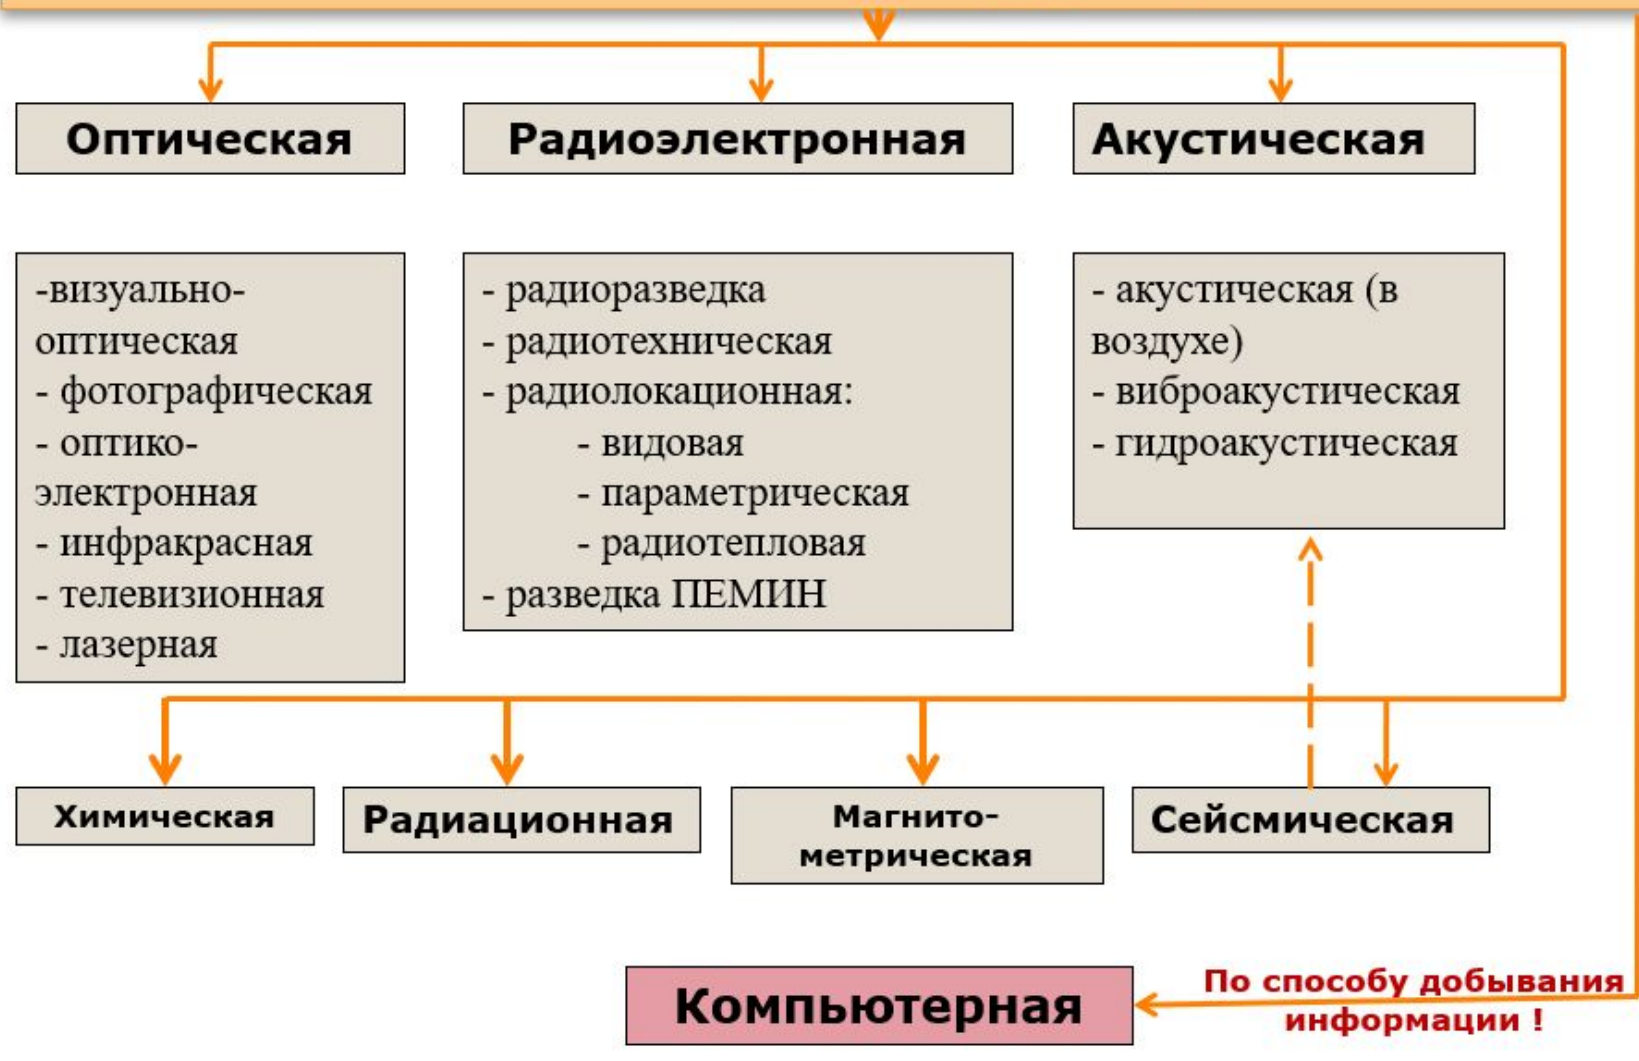 Оптическая
Радиоэлектронная
Акустическая
-визуально-
оптическая
- фотографическая
- оптико-
электронная
- инфракрасная
- телевизионная
- лазерная
- радиоразведка
- радиотехническая
- радиолокационная:
- видовая
- параметрическая
- радиотепловая
- разведка ПЕМИН
- акустическая (в
воздухе)
- виброакустическая
- гидроакустическая
Химическая
Радиационная
Магнито-
метрическая
Сейсмическая
Компьютерная
По способу добывания
информации !